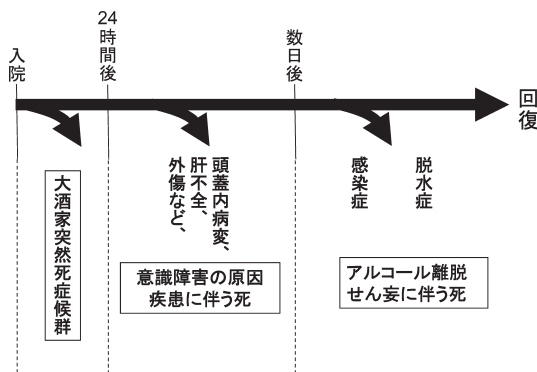 入院
24時間後
数日後
回復
大酒家突然死症候群
頭蓋内病変、
肝不全、
外傷など、
意識障害の原因
疾患に伴う死
脱水症
感染症
アルコール離脱
せん妄に伴う死